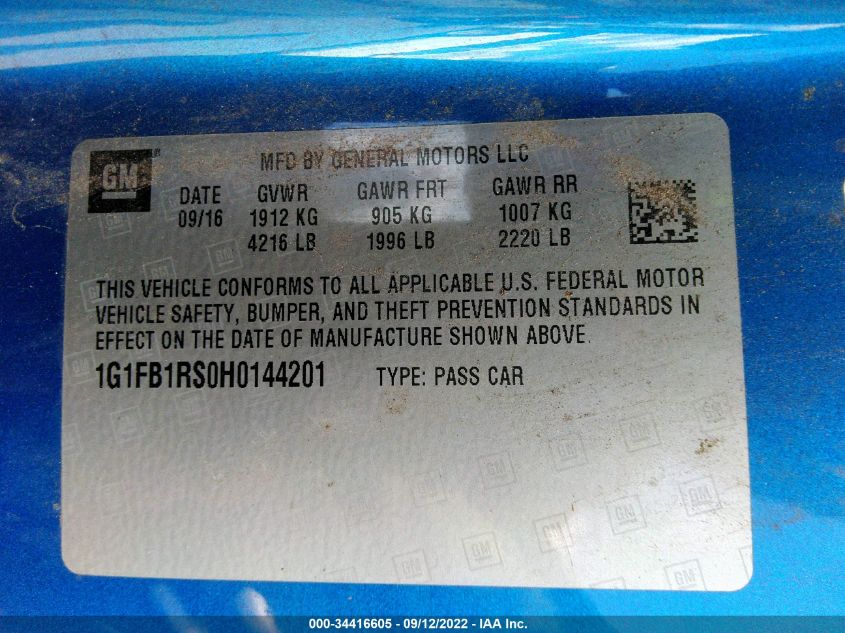 GM
MFD BY GENERAL MOTORS LLC
DATE GVWR GAWR FRT GAWR RR
09/16 1912 KG 905 KG 1007 KG
4216 LB 1996 LB 2220 LB
THIS VEHICLE CONFORMS TO ALL APPLICABLE U.S. FEDERAL MOTOR
VEHICLE SAFETY, BUMPER, AND THEFT PREVENTION STANDARDS IN
EFFECT ON THE DATE OF MANUFACTURE SHOWN ABOVE.
1G1FB1RS0H0144201 TYPE: PASS CAR
000-34416605 - 09/12/2022 - IAA Inc.